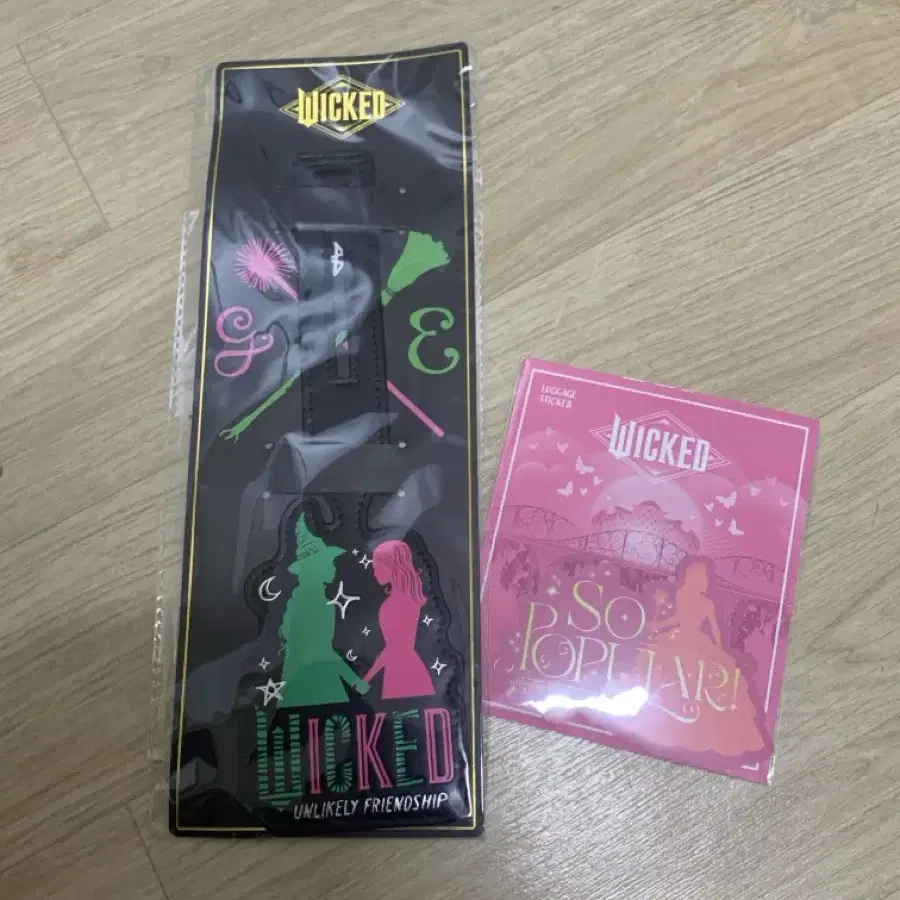 WICKED
G
E
WICKED
UNLIKELY FRIENDSHIP
LUGGAGE
STICKER
WICKED
SO
POPULAR!